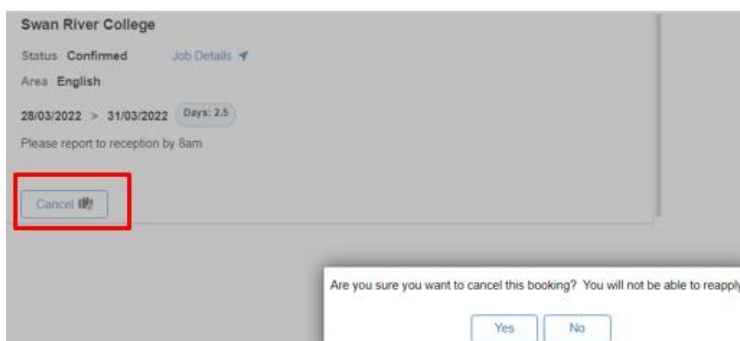 Swan River College
Status Confirmed Job Details
Area English
28/03/2022 > 31/03/2022 Days: 2.5
Please report to reception by 8am
Cancel
Are you sure you want to cancel this booking? You will not be able to reapply
Yes No